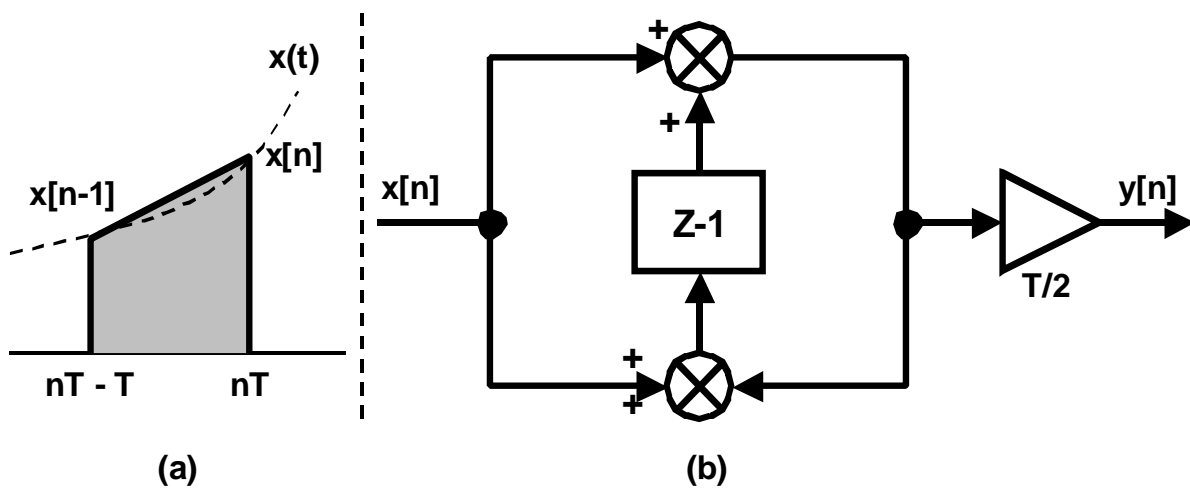 x(t)
x[n]
x[n-1]
nT - T
nT
(a)
+
+
x[n]
Z-1
y[n]
T/2
+
+
(b)